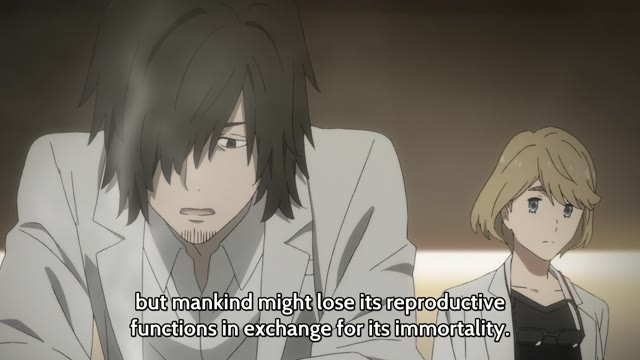 but mankind might lose its reproductive
functions in exchange for its immortality.